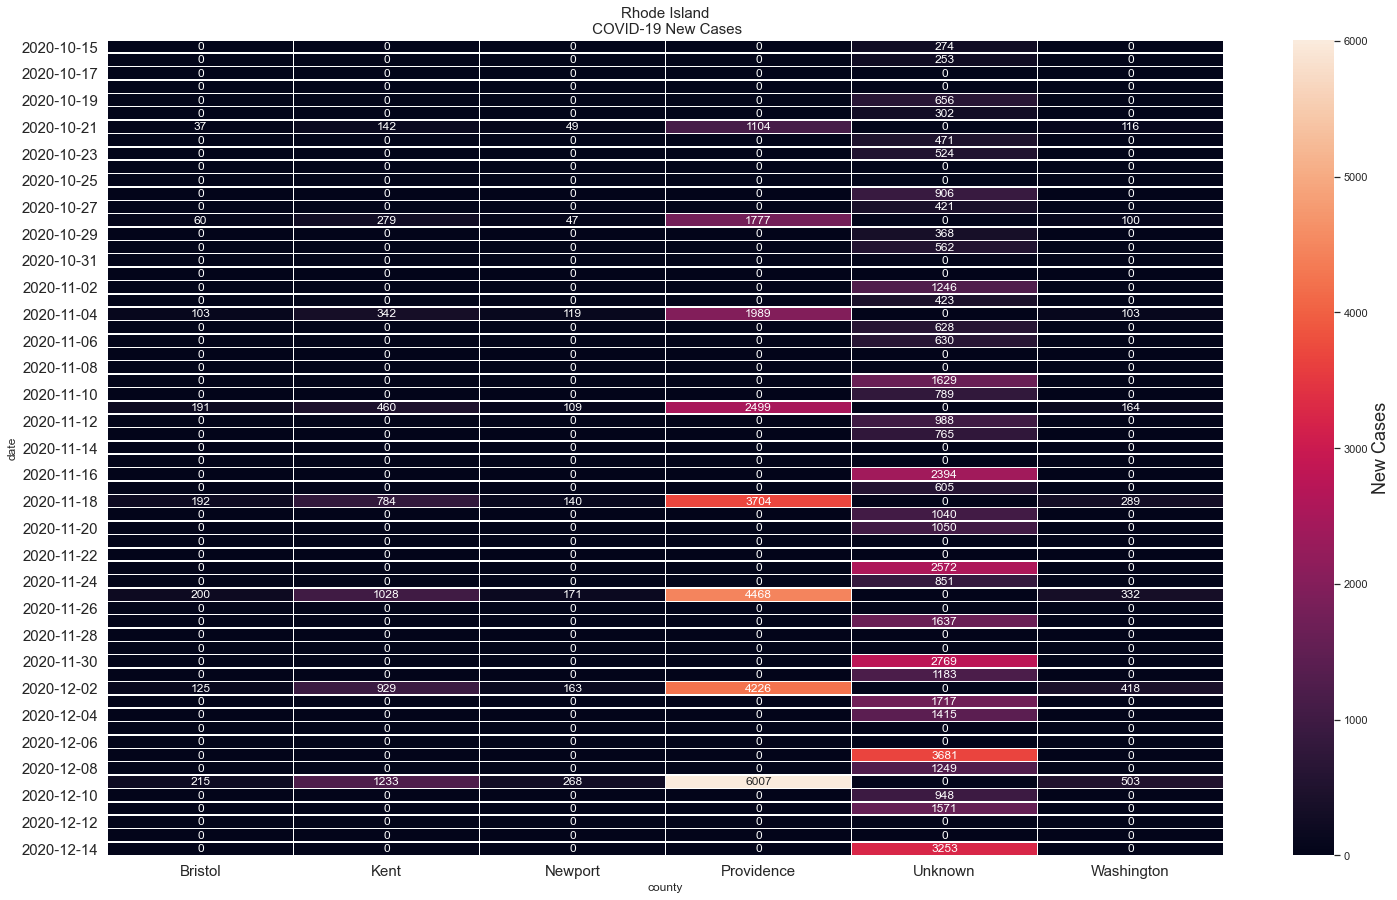 Rhode Island
COVID-19 New Cases
2020-10-15 0 0 0 0 274 0
0 0 0 0 253 0
2020-10-17 0 0 0 0 0 0
0 0 0 0 0 0
2020-10-19 0 0 0 0 656 0
0 0 0 0 302 0
2020-10-21 37 142 49 1104 0 116
0 0 0 0 471 0
2020-10-23 0 0 0 0 524 0
0 0 0 0 0 0
2020-10-25 0 0 0 0 0 0
0 0 0 0 906 0
2020-10-27 0 0 0 0 421 0
60 279 47 1777 0 100
2020-10-29 0 0 0 0 368 0
0 0 0 0 562 0
2020-10-31 0 0 0 0 0 0
0 0 0 0 0 0
2020-11-02 0 0 0 0 1246 0
0 0 0 0 423 0
2020-11-04 103 342 119 1989 0 103
0 0 0 0 628 0
2020-11-06 0 0 0 0 630 0
0 0 0 0 0 0
2020-11-08 0 0 0 0 0 0
0 0 0 0 1629 0
2020-11-10 0 0 0 0 789 0
191 460 109 2499 0 164
2020-11-12 0 0 0 0 988 0
0 0 0 0 765 0
2020-11-14 0 0 0 0 0 0
0 0 0 0 0 0
2020-11-16 0 0 0 0 2394 0
0 0 0 0 605 0
2020-11-18 192 784 140 3704 0 289
0 0 0 0 1040 0
2020-11-20 0 0 0 0 1050 0
0 0 0 0 0 0
2020-11-22 0 0 0 0 0 0
0 0 0 0 2572 0
2020-11-24 0 0 0 0 851 0
200 1028 171 4468 0 332
2020-11-26 0 0 0 0 0 0
0 0 0 0 1637 0
2020-11-28 0 0 0 0 0 0
0 0 0 0 0 0
2020-11-30 0 0 0 0 2769 0
0 0 0 0 1183 0
2020-12-02 125 929 163 4226 0 418
0 0 0 0 1717 0
2020-12-04 0 0 0 0 1415 0
0 0 0 0 0 0
2020-12-06 0 0 0 0 0 0
0 0 0 0 3681 0
2020-12-08 0 0 0 0 1249 0
215 1233 268 6007 0 503
2020-12-10 0 0 0 0 948 0
0 0 0 0 1571 0
2020-12-12 0 0 0 0 0 0
0 0 0 0 0 0
2020-12-14 0 0 0 0 3253 0
Bristol Kent Newport Providence Unknown Washington
county
date
6000
5000
4000
3000
2000
1000
0
New Cases